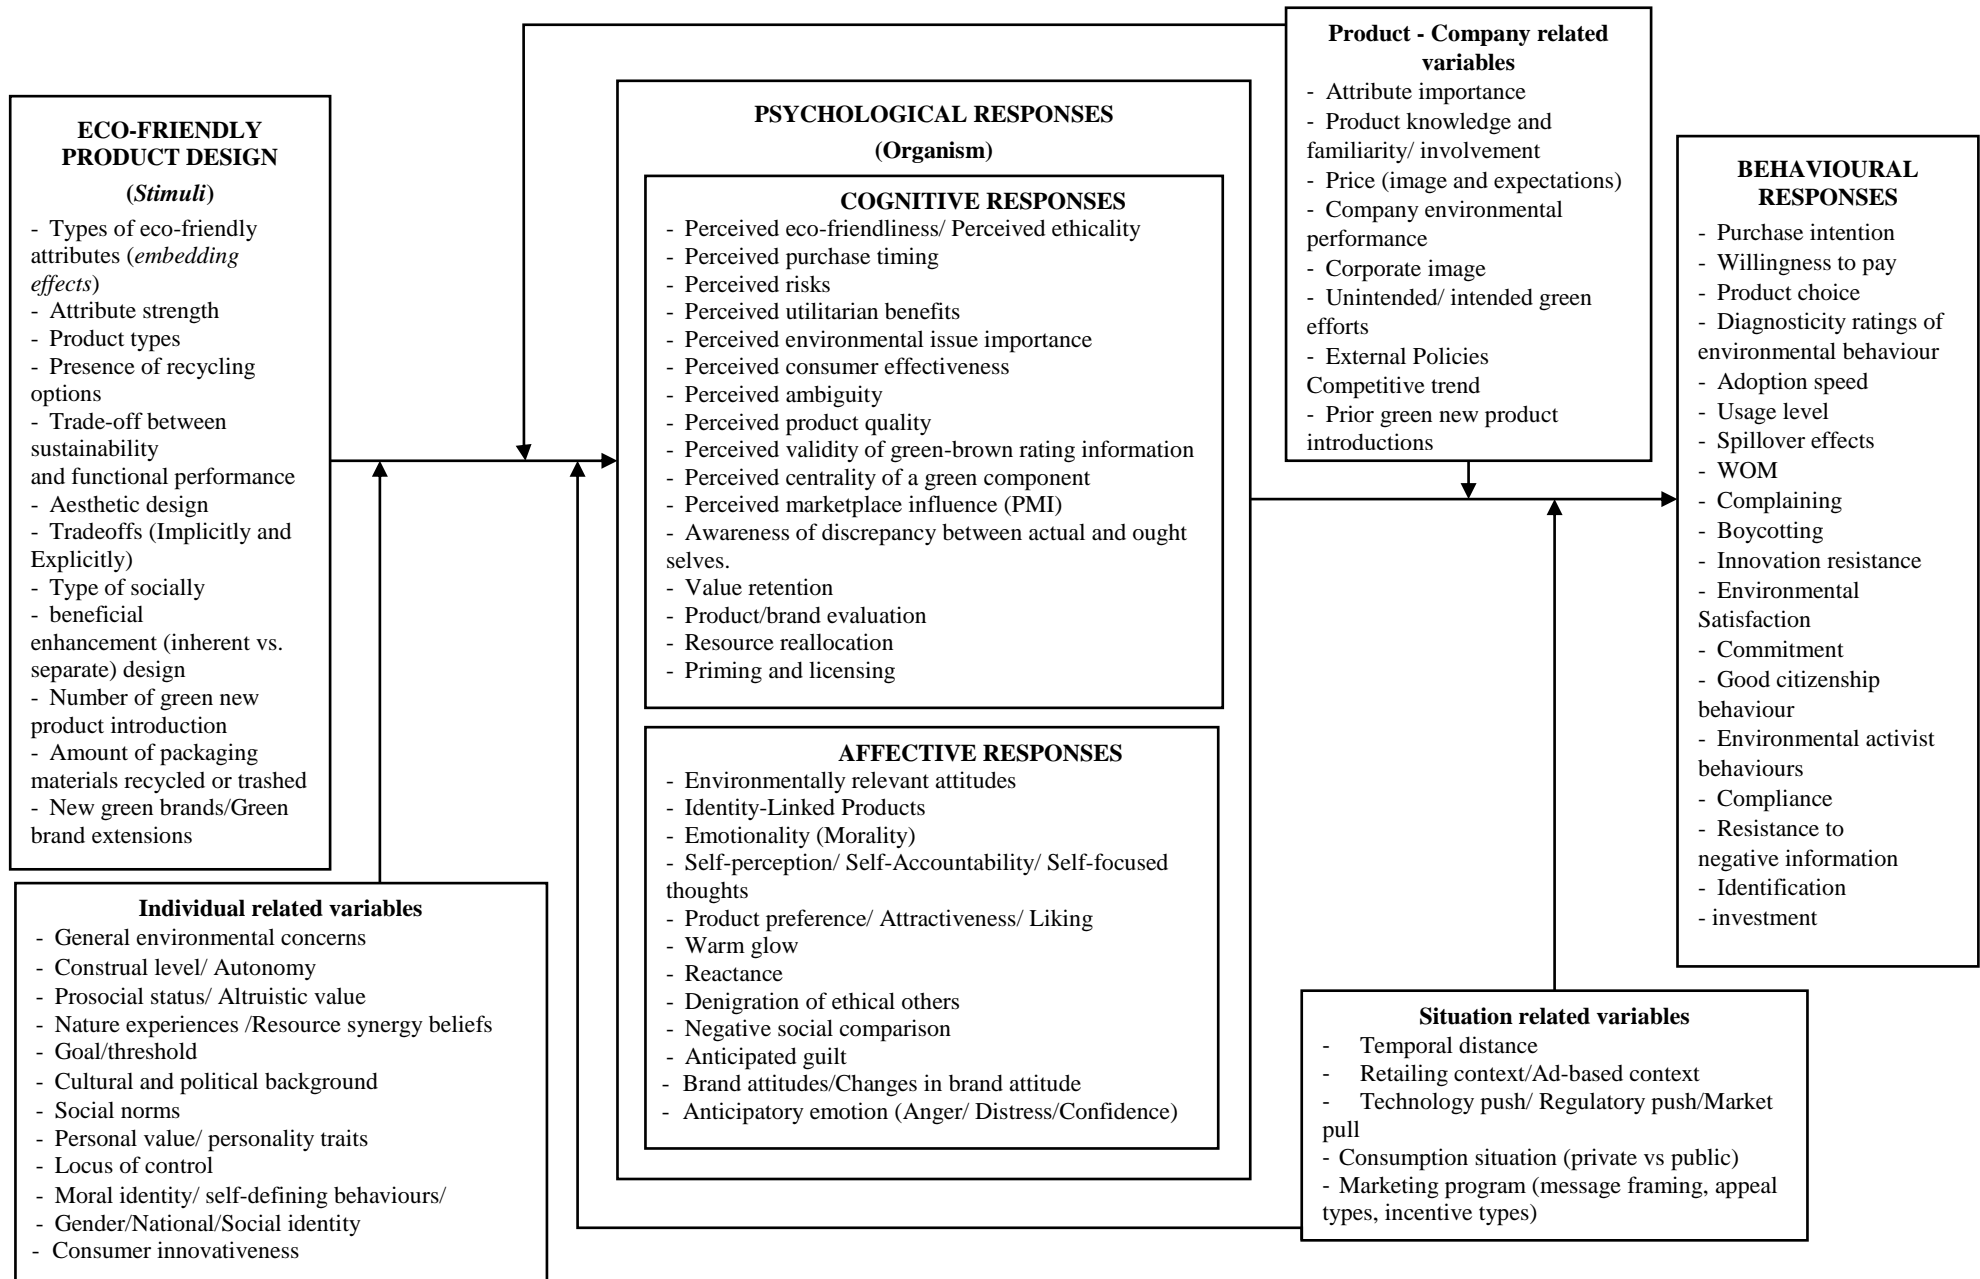 ECO-FRIENDLY
PRODUCT DESIGN
(Stimuli)
- Types of eco-friendly
attributes (embedding
effects)
- Attribute strength
- Product types
- Presence of recycling
options
- Trade-off between
sustainability
and functional performance
- Aesthetic design
- Tradeoffs (Implicitly and
Explicitly)
- Type of socially
- beneficial
enhancement (inherent vs.
separate) design
- Number of green new
product introduction
- Amount of packaging
materials recycled or trashed
- New green brands/Green
brand extensions
Individual related variables
- General environmental concerns
- Construal level/ Autonomy
- Prosocial status/ Altruistic value
- Nature experiences /Resource synergy beliefs
- Goal/threshold
- Cultural and political background
- Social norms
- Personal value/ personality traits
- Locus of control
- Moral identity/ self-defining behaviours/
- Gender/National/Social identity
- Consumer innovativeness
PSYCHOLOGICAL RESPONSES
(Organism)
COGNITIVE RESPONSES
- Perceived eco-friendliness/ Perceived ethicality
- Perceived purchase timing
- Perceived risks
- Perceived utilitarian benefits
- Perceived environmental issue importance
- Perceived consumer effectiveness
- Perceived ambiguity
- Perceived product quality
- Perceived validity of green-brown rating information
- Perceived centrality of a green component
- Perceived marketplace influence (PMI)
- Awareness of discrepancy between actual and ought
selves.
- Value retention
- Product/brand evaluation
- Resource reallocation
- Priming and licensing
AFFECTIVE RESPONSES
- Environmentally relevant attitudes
- Identity-Linked Products
- Emotionality (Morality)
- Self-perception/ Self-Accountability/ Self-focused
thoughts
- Product preference/ Attractiveness/ Liking
- Warm glow
- Reactance
- Denigration of ethical others
- Negative social comparison
- Anticipated guilt
- Brand attitudes/Changes in brand attitude
- Anticipatory emotion (Anger/ Distress/Confidence)
Product - Company related
variables
- Attribute importance
- Product knowledge and
familiarity/ involvement
- Price (image and expectations)
- Company environmental
performance
- Corporate image
- Unintended/ intended green
efforts
- External Policies
Competitive trend
- Prior green new product
introductions
Situation related variables
- Temporal distance
- Retailing context/Ad-based context
- Technology push/ Regulatory push/Market
pull
- Consumption situation (private vs public)
- Marketing program (message framing, appeal
types, incentive types)
BEHAVIOURAL
RESPONSES
- Purchase intention
- Willingness to pay
- Product choice
- Diagnosticity ratings of
environmental behaviour
- Adoption speed
- Usage level
- Spillover effects
- WOM
- Complaining
- Boycotting
- Innovation resistance
- Environmental
Satisfaction
- Commitment
- Good citizenship
behaviour
- Environmental activist
behaviours
- Compliance
- Resistance to
negative information
- Identification
- investment